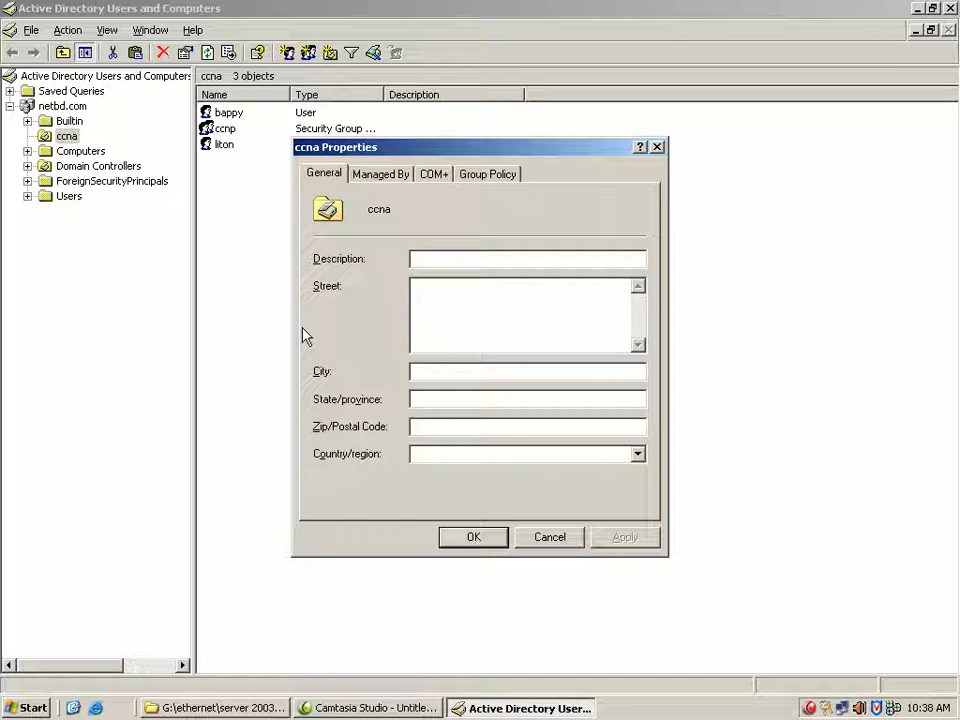 Active Directory Users and Computers
File Action View Window Help
Active Directory Users and Computers
Saved Queries
netbd.com
Builtin
ccna
Computers
Domain Controllers
ForeignSecurityPrincipals
Users
ccna 3 objects
Name Type Description
bappy User
ccnp Security Group ...
liton
ccna Properties
General Managed By COM+ Group Policy
ccna
Description:
Street:
City:
State/province:
Zip/Postal Code:
Country/region:
OK Cancel Apply
Start G:\ethernet\server 2003... Camtasia Studio - Untitle... Active Directory User... 10:38 AM